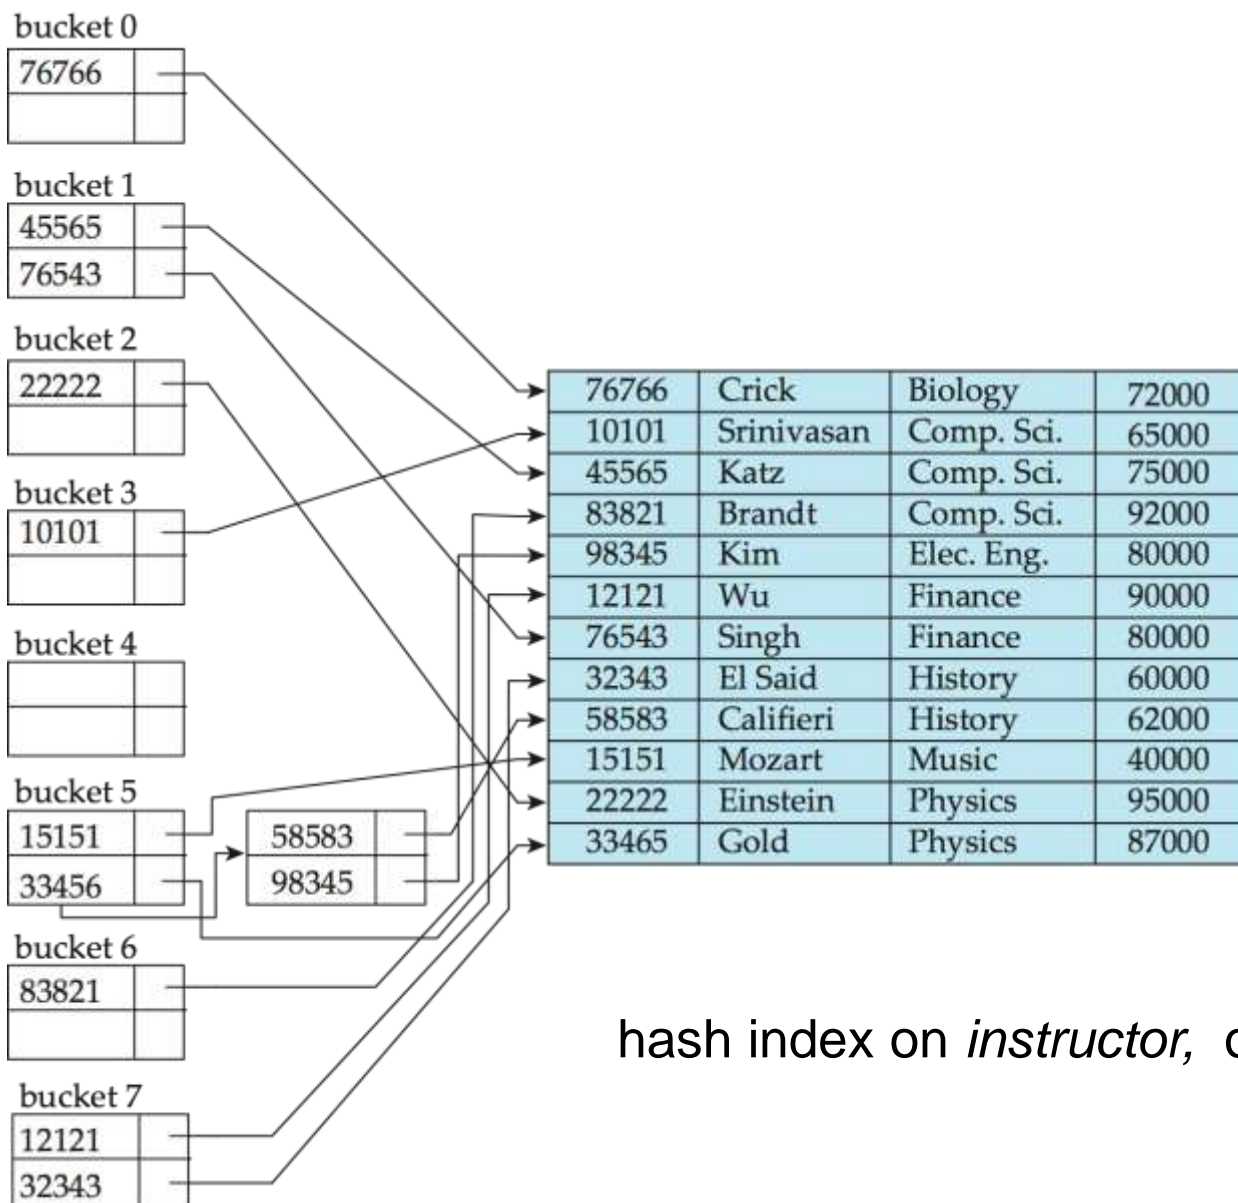 bucket 0
76766
bucket 1
45565
76543
bucket 2
22222
bucket 3
10101
bucket 4
bucket 5
15151
33456
58583
98345
bucket 6
83821
bucket 7
12121
32343
76766 Crick Biology 72000
10101 Srinivasan Comp. Sci. 65000
45565 Katz Comp. Sci. 75000
83821 Brandt Comp. Sci. 92000
98345 Kim Elec. Eng. 80000
12121 Wu Finance 90000
76543 Singh Finance 80000
32343 El Said History 60000
58583 Califieri History 62000
15151 Mozart Music 40000
22222 Einstein Physics 95000
33465 Gold Physics 87000
hash index on instructor,